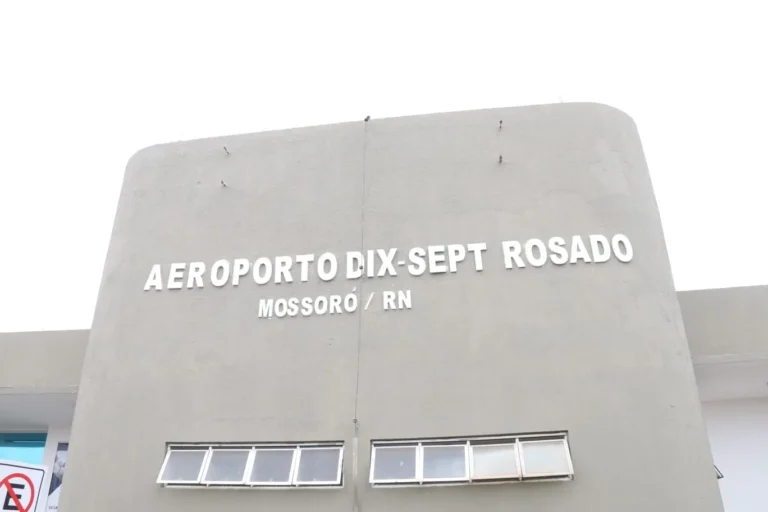 AEROPORTO DIX-SEPT ROSADO
MOSSORÓ / RN
E